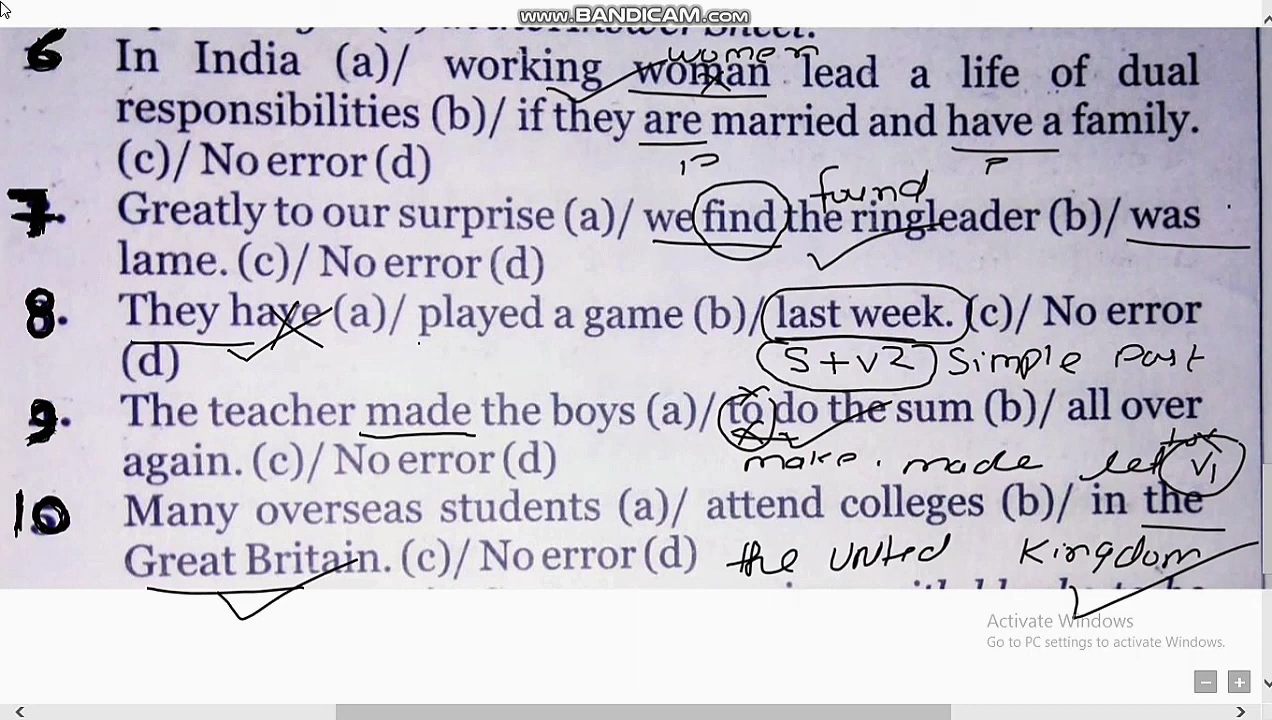 www.BANDICAM.com
6 In India (a)/ working woman lead a life of dual
women
responsibilities (b)/ if they are married and have a family.
(c)/ No error (d)
7. Greatly to our surprise (a)/ we find the ringleader (b)/ was
found
lame. (c)/ No error (d)
8. They have (a)/ played a game (b)/ last week. (c)/ No error
(d) S + V2 Simple Past
9. The teacher made the boys (a)/ to do the sum (b)/ all over
again. (c)/ No error (d) make. made let V1
10 Many overseas students (a)/ attend colleges (b)/ in the
Great Britain. (c)/ No error (d) the United Kingdom
Activate Windows
Go to PC settings to activate Windows.